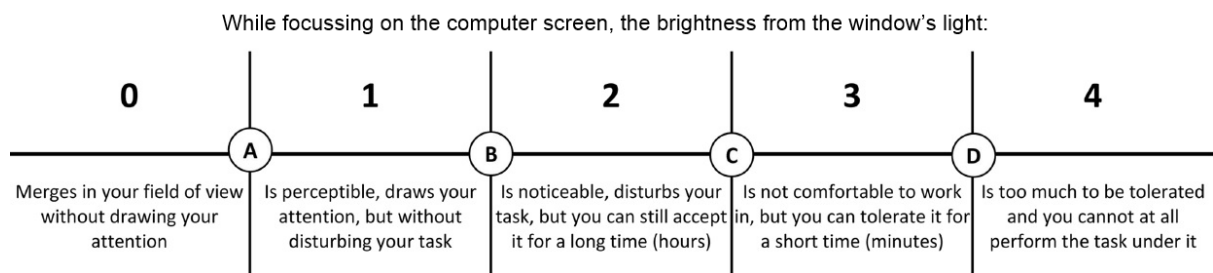 While focussing on the computer screen, the brightness from the window's light:
0 1 2 3 4
A B C D
Merges in your field of view
without drawing your
attention
Is perceptible, draws your
attention, but without
disturbing your task
Is noticeable, disturbs your
task, but you can still accept
it for a long time (hours)
Is not comfortable to work
in, but you can tolerate it for
a short time (minutes)
Is too much to be tolerated
and you cannot at all
perform the task under it